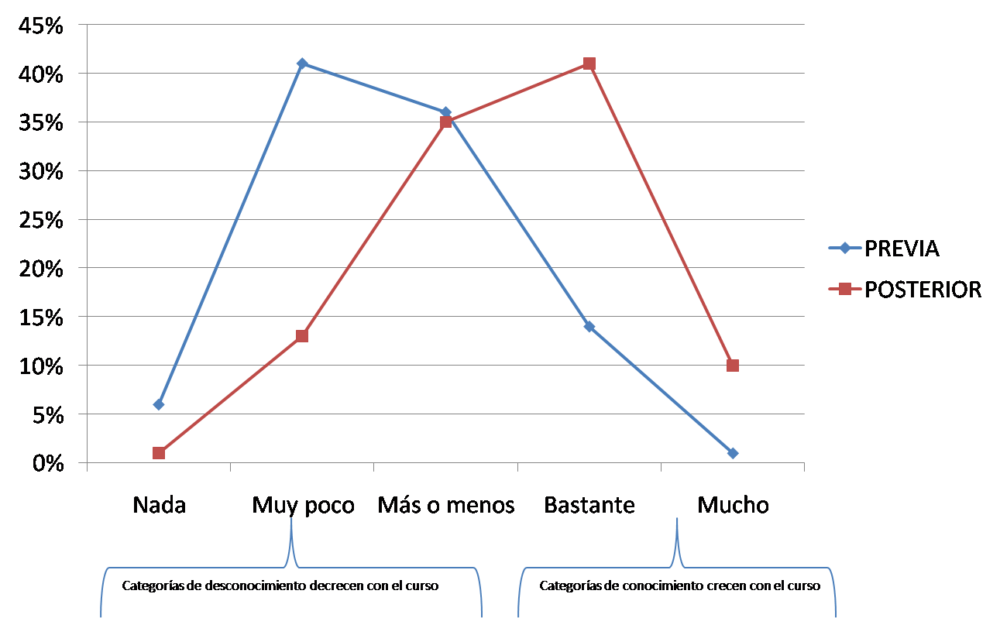 45%
40%
35%
30%
25%
20%
15%
10%
5%
0%
Nada Muy poco Más o menos Bastante Mucho
PREVIA
POSTERIOR
Categorías de desconocimiento decrecen con el curso
Categorías de conocimiento crecen con el curso